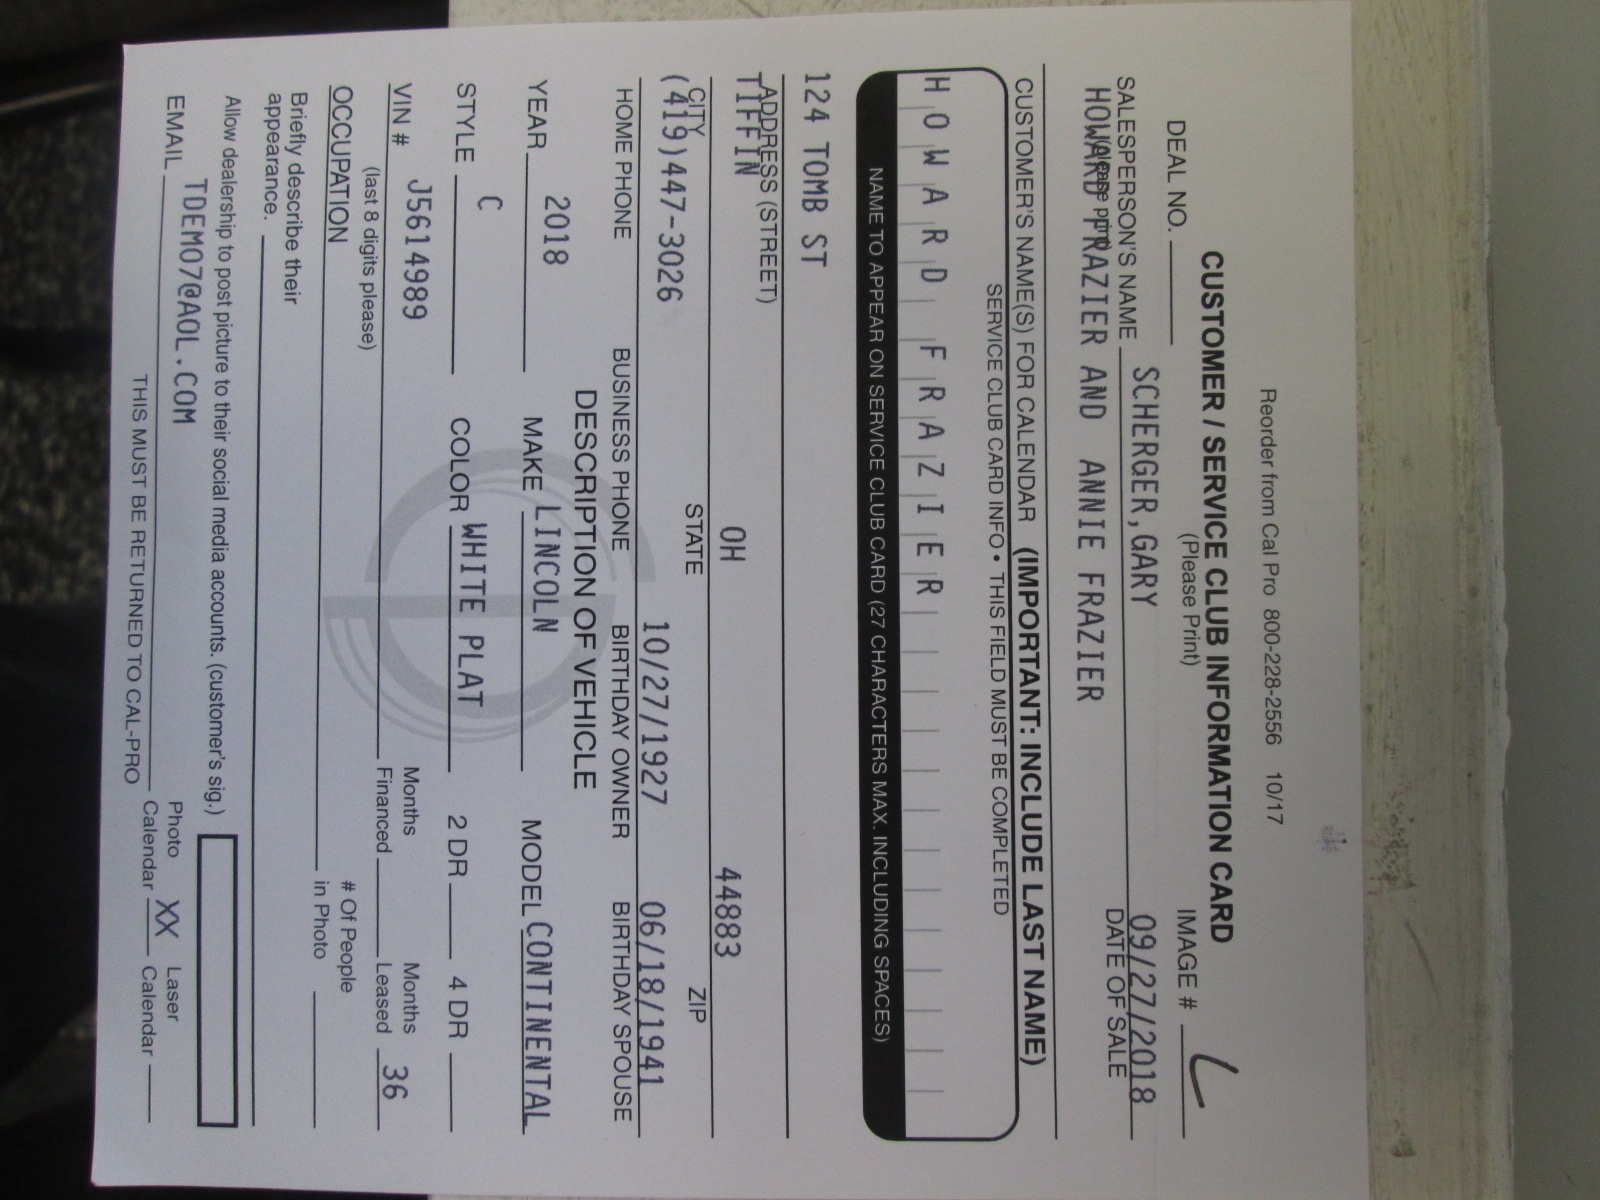 Reorder from Cal Pro 800-228-2556 10/17
CUSTOMER / SERVICE CLUB INFORMATION CARD
DEAL NO. (Please Print) IMAGE #
SCHERGER,GARY 09/27/2018
SALESPERSON'S NAME DATE OF SALE
(please print)
HOWARD FRAZIER AND ANNIE FRAZIER
CUSTOMER'S NAME(S) FOR CALENDAR (IMPORTANT: INCLUDE LAST NAME)
SERVICE CLUB CARD INFO • THIS FIELD MUST BE COMPLETED
HOWARD FRAZIER
NAME TO APPEAR ON SERVICE CLUB CARD (27 CHARACTERS MAX. INCLUDING SPACES)
124 TOMB ST
ADDRESS (STREET)
TIFFIN OH 44883
CITY STATE ZIP
(419)447-3026 10/27/1927 06/18/1941
HOME PHONE BUSINESS PHONE BIRTHDAY OWNER BIRTHDAY SPOUSE
DESCRIPTION OF VEHICLE
YEAR 2018 MAKE LINCOLN MODEL CONTINENTAL
STYLE C COLOR WHITE PLAT 2 DR 4 DR
VIN # J5614989 Months Financed Months Leased 36
(last 8 digits please)
OCCUPATION # Of People in Photo
Briefly describe their
appearance.
Allow dealership to post picture to their social media accounts. (customer's sig.)
EMAIL TDEMO7@AOL.COM Photo Calendar XX Laser Calendar
THIS MUST BE RETURNED TO CAL-PRO